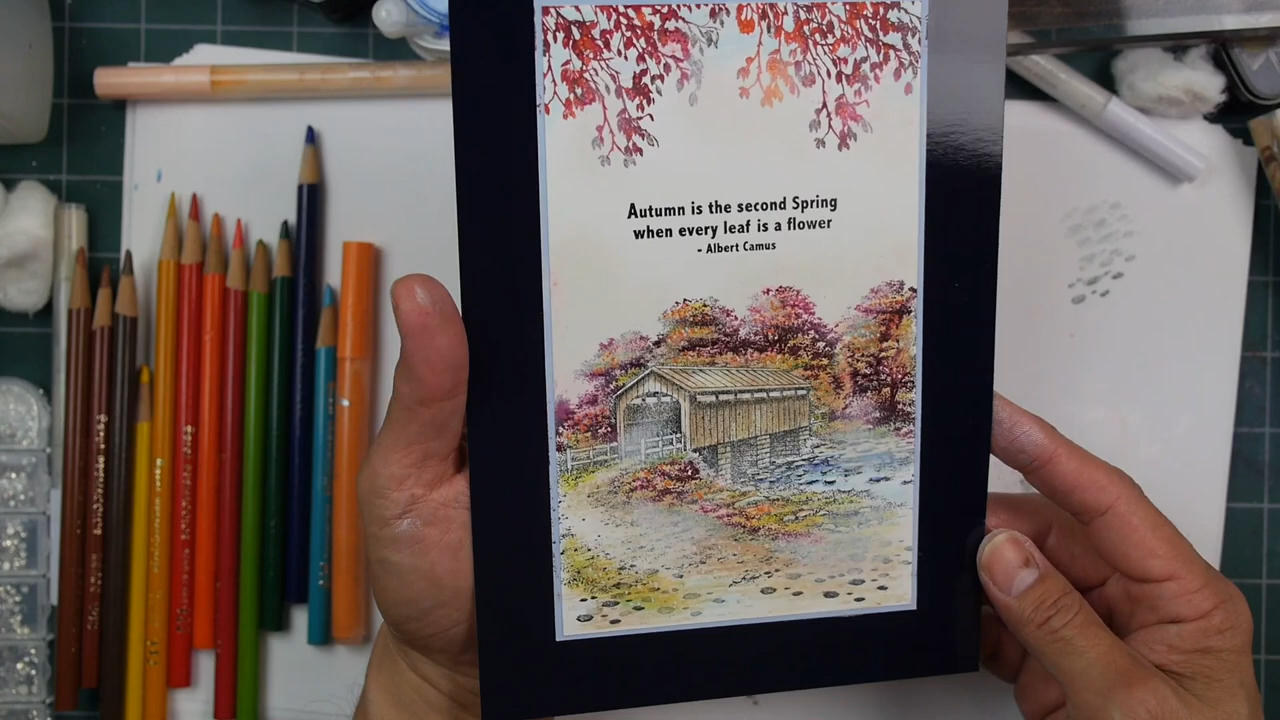 Autumn is the second Spring
when every leaf is a flower
- Albert Camus